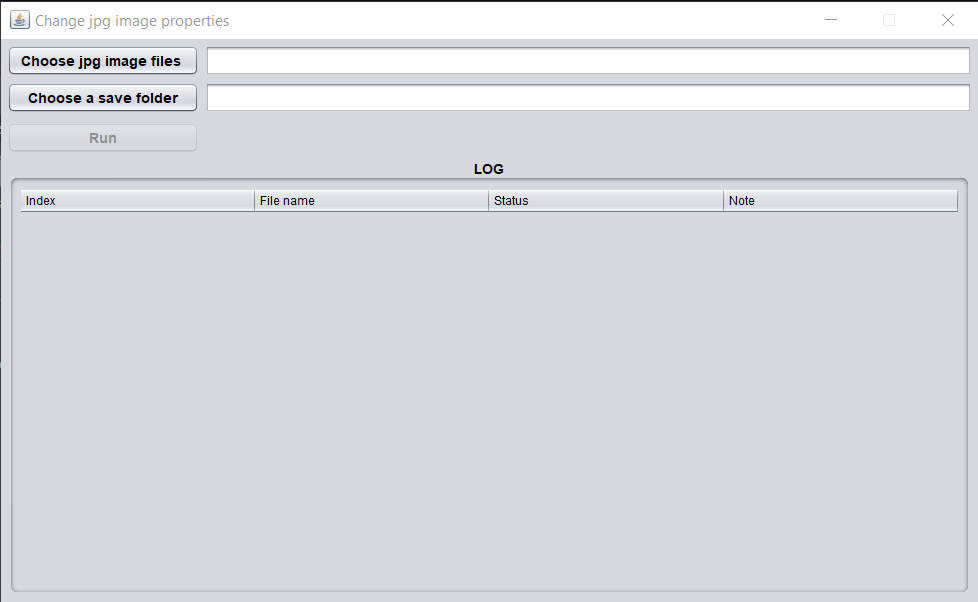 Change jpg image properties
Choose jpg image files
Choose a save folder
Run
LOG
Index File name Status Note